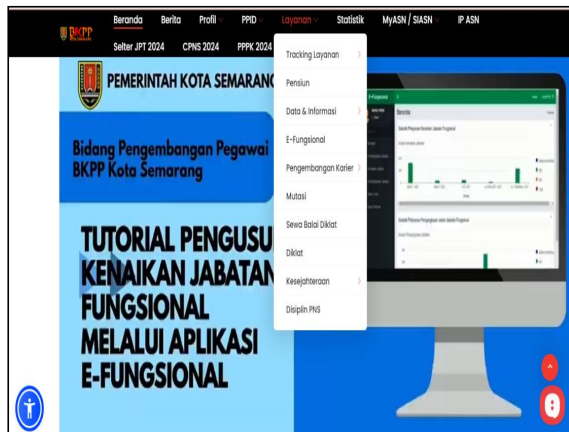 BKPP
Beranda
Berita
Profil
PPID
Layanan
Statistik
MyASN / SIASN
IP ASN
Selter JPT 2024
CPNS 2024
PPPK 2024
Tracking Layanan
Pensiun
Data & Informasi
E-Fungsional
Pengembangan Karier
Mutasi
Sewa Balai Diklat
Diklat
Kesejahteraan
Disiplin PNS
PEMERINTAH KOTA SEMARANG
Bidang Pengembangan Pegawai
BKPP Kota Semarang
TUTORIAL PENGUSU
KENAIKAN JABATAN
FUNGSIONAL
MELALUI APLIKASI
E-FUNGSIONAL
Beranda